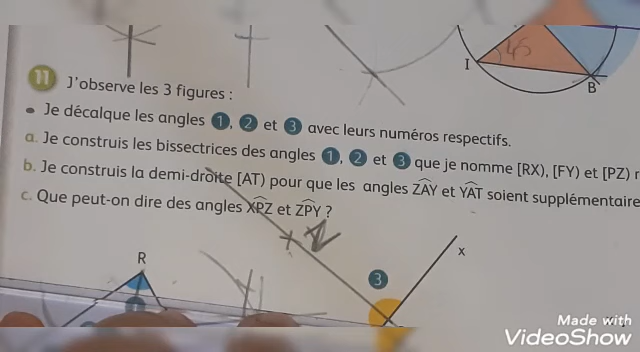 45
I
B
11 J'observe les 3 figures :
• Je décalque les angles 1, 2 et 3 avec leurs numéros respectifs.
a. Je construis les bissectrices des angles 1, 2 et 3 que je nomme [RX), [FY) et [PZ) r
b. Je construis la demi-droite [AT) pour que les angles ZAY et YAT soient supplémentaire
c. Que peut-on dire des angles XPZ et ZPY ?
Z
R
3
x
Made with
VideoShow